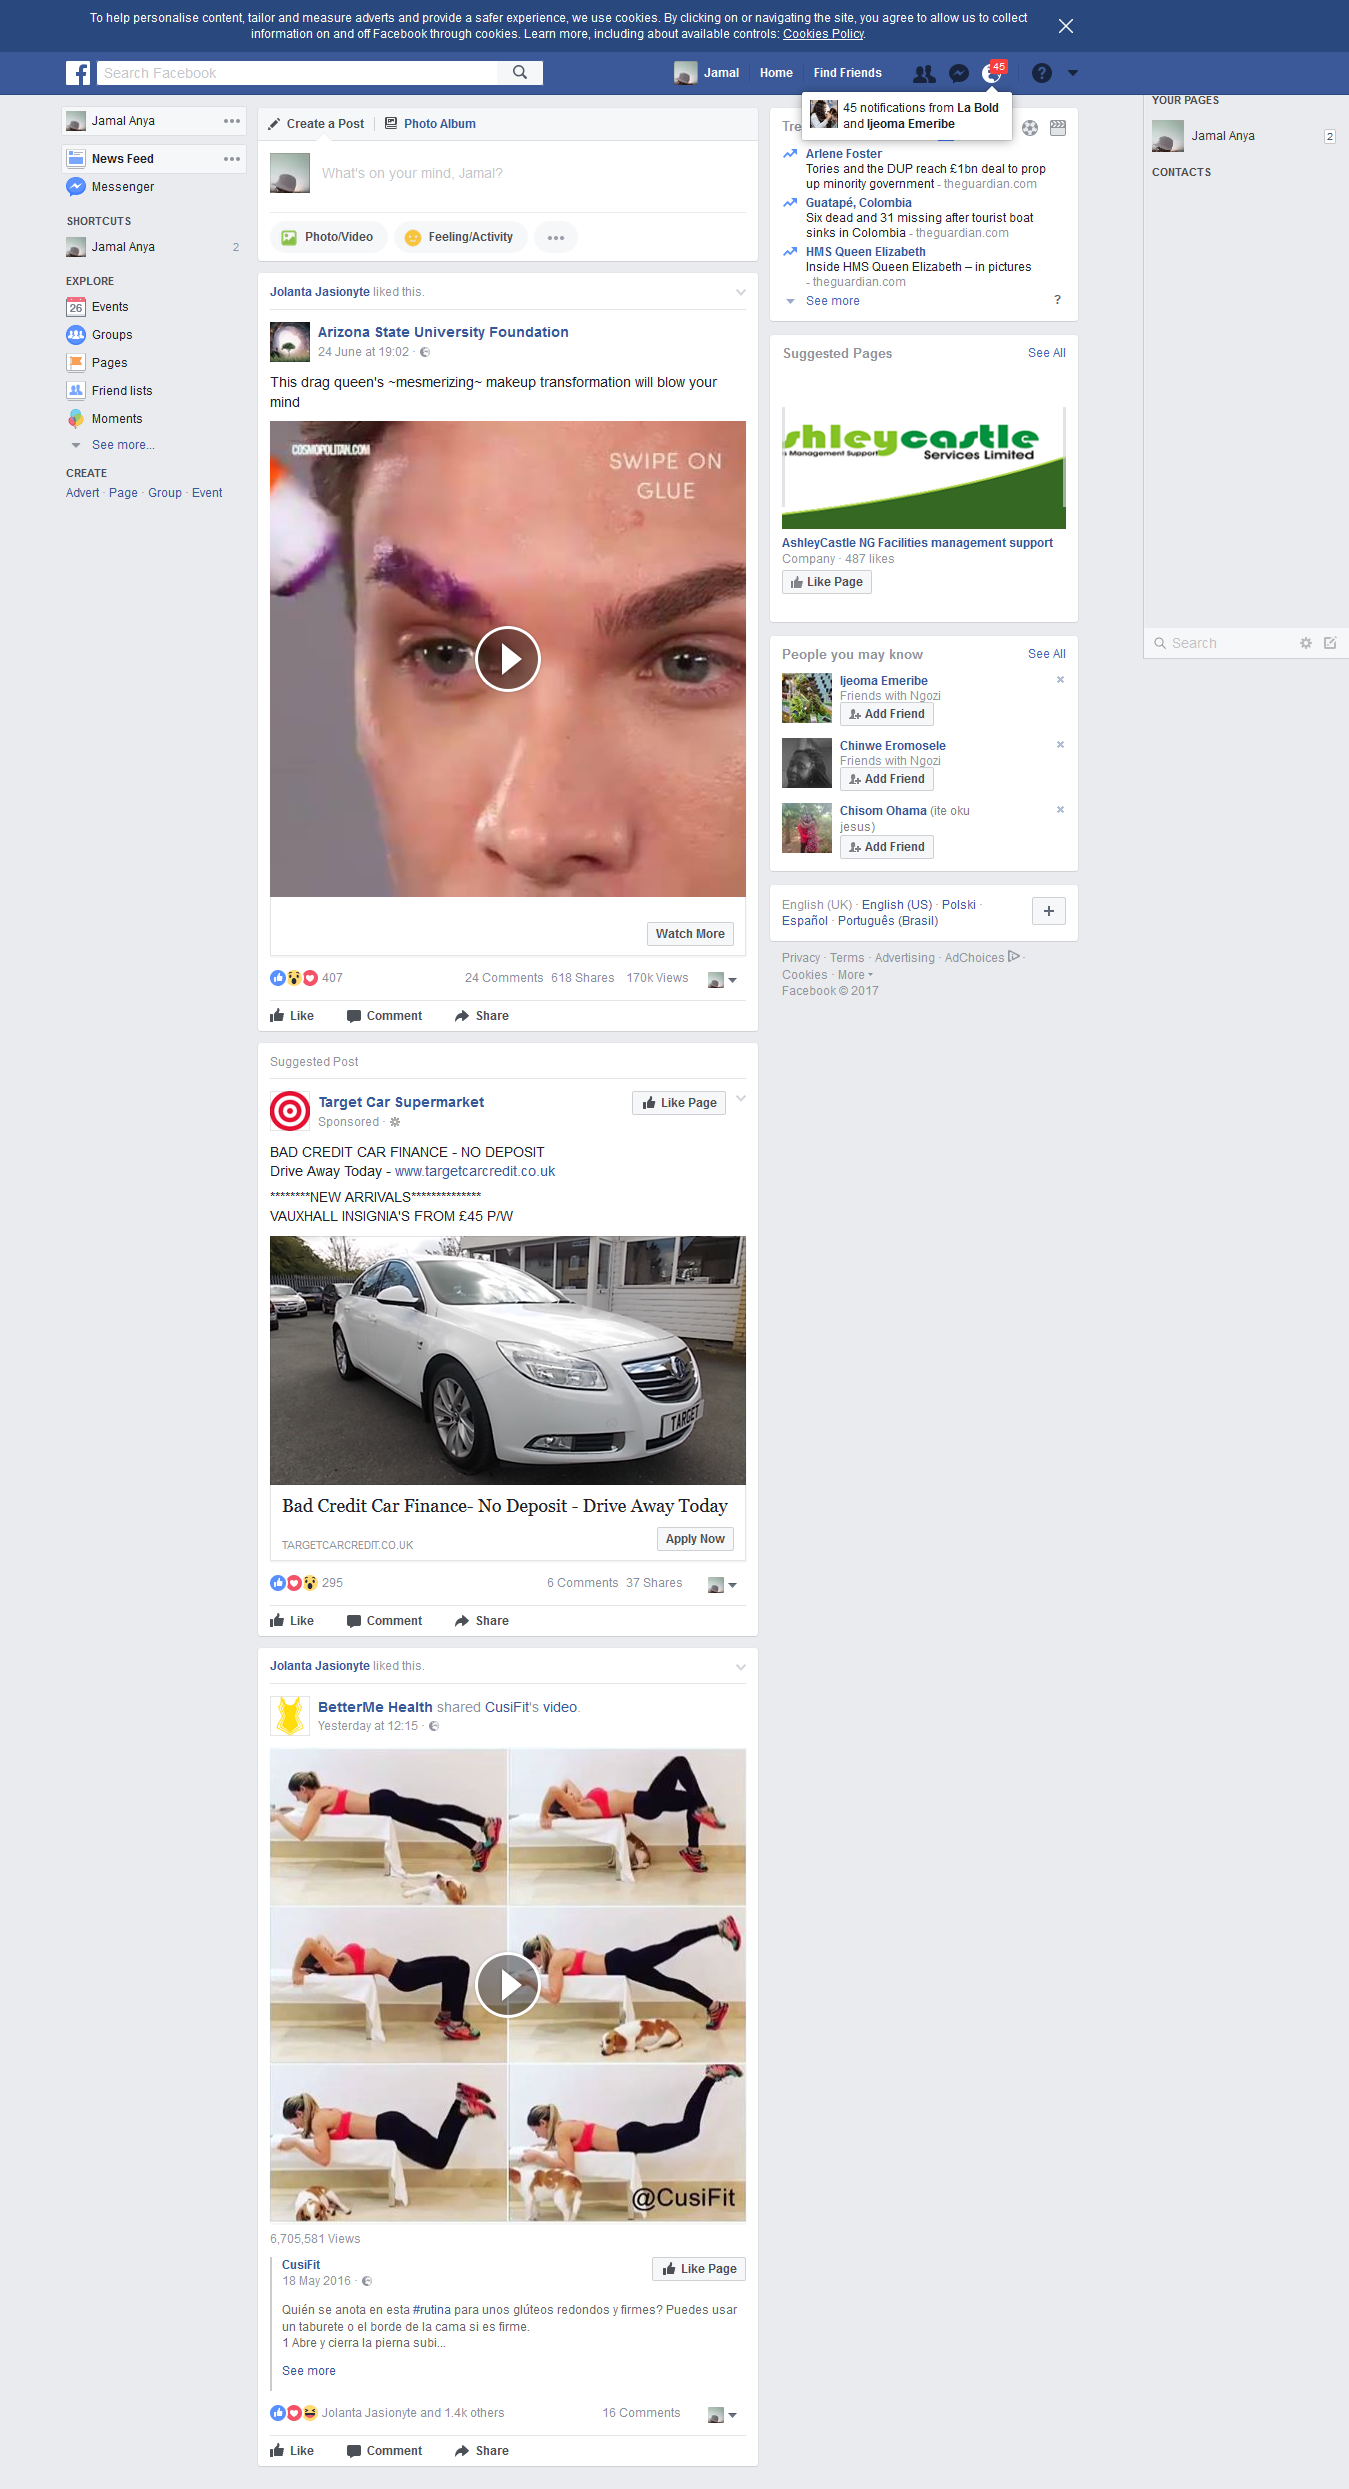 To help personalise content, tailor and measure adverts and provide a safer experience, we use cookies. By clicking on or navigating the site, you agree to allow us to collect
information on and off Facebook through cookies. Learn more, including about available controls: Cookies Policy.
Search Facebook
Jamal
Home
Find Friends
45
45 notifications from La Bold
and Ijeoma Emeribe
Jamal Anya
News Feed
Messenger
SHORTCUTS
Jamal Anya 2
EXPLORE
26 Events
Groups
Pages
Friend lists
Moments
See more...
CREATE
Advert · Page · Group · Event
Create a Post
Photo Album
What's on your mind, Jamal?
Photo/Video
Feeling/Activity
Jolanta Jasionyte liked this.
Arizona State University Foundation
24 June at 19:02 ·
This drag queen's ~mesmerizing~ makeup transformation will blow your
mind
COSMOPOLITAN.COM
SWIPE ON
GLUE
Watch More
407
24 Comments 618 Shares 170k Views
Like Comment Share
Suggested Post
Target Car Supermarket
Like Page
Sponsored ·
BAD CREDIT CAR FINANCE - NO DEPOSIT
Drive Away Today - www.targetcarcredit.co.uk
********NEW ARRIVALS**************
VAUXHALL INSIGNIA'S FROM £45 P/W
TARGET
Bad Credit Car Finance- No Deposit - Drive Away Today
Apply Now
TARGETCARCREDIT.CO.UK
295
6 Comments 37 Shares
Like Comment Share
Jolanta Jasionyte liked this.
BetterMe Health shared CusiFit's video.
Yesterday at 12:15 ·
@CusiFit
6,705,581 Views
CusiFit
Like Page
18 May 2016 ·
Quién se anota en esta #rutina para unos glúteos redondos y firmes? Puedes usar
un taburete o el borde de la cama si es firme.
1 Abre y cierra la pierna subi...
See more
Jolanta Jasionyte and 1.4k others
16 Comments
Like Comment Share
Tre
Arlene Foster
Tories and the DUP reach £1bn deal to prop
up minority government - theguardian.com
Guatapé, Colombia
Six dead and 31 missing after tourist boat
sinks in Colombia - theguardian.com
HMS Queen Elizabeth
Inside HMS Queen Elizabeth – in pictures
- theguardian.com
See more ?
Suggested Pages See All
shleycastle
s Management Support
Services Limited
AshleyCastle NG Facilities management support
Company · 487 likes
Like Page
People you may know See All
Ijeoma Emeribe
Friends with Ngozi
Add Friend
Chinwe Eromosele
Friends with Ngozi
Add Friend
Chisom Ohama (ite oku
jesus)
Add Friend
English (UK) · English (US) · Polski ·
Español · Português (Brasil)
Privacy · Terms · Advertising · AdChoices ·
Cookies · More
Facebook © 2017
YOUR PAGES
Jamal Anya 2
CONTACTS
Search